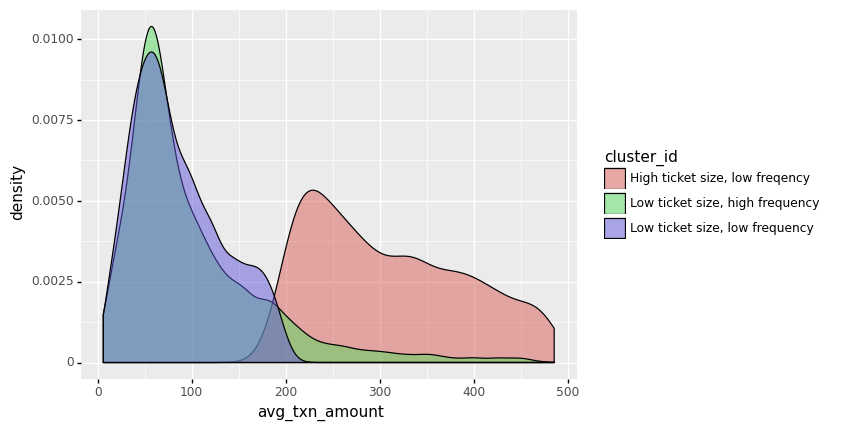 0.0100
0.0075
0.0050
0.0025
0
density
0 100 200 300 400 500
avg_txn_amount
cluster_id
High ticket size, low freqency
Low ticket size, high frequency
Low ticket size, low frequency